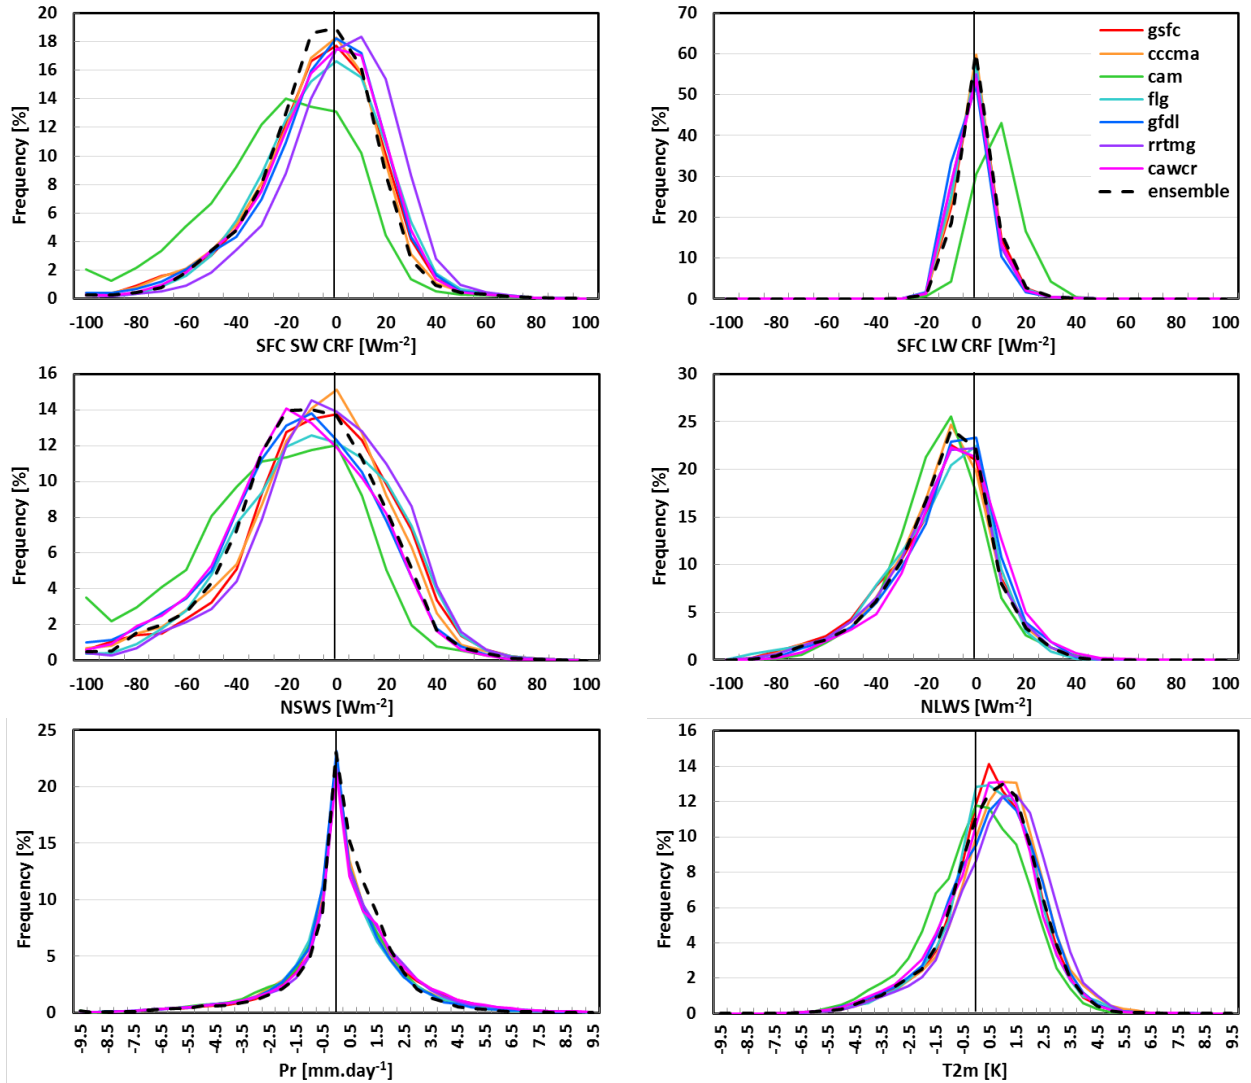 20
18
16
14
12
10
8
6
4
2
0
Frequency [%]
-100 -80 -60 -40 -20 0 20 40 60 80 100
SFC SW CRF [Wm-2]
70
60
50
40
30
20
10
0
Frequency [%]
-100 -80 -60 -40 -20 0 20 40 60 80 100
SFC LW CRF [Wm-2]
gsfc
cccma
cam
flg
gfdl
rrtmg
cawcr
ensemble
16
14
12
10
8
6
4
2
0
Frequency [%]
-100 -80 -60 -40 -20 0 20 40 60 80 100
NSWS [Wm-2]
30
25
20
15
10
5
0
Frequency [%]
-100 -80 -60 -40 -20 0 20 40 60 80 100
NLWS [Wm-2]
25
20
15
10
5
0
Frequency [%]
-9.5 -8.5 -7.5 -6.5 -5.5 -4.5 -3.5 -2.5 -1.5 -0.5 0.5 1.5 2.5 3.5 4.5 5.5 6.5 7.5 8.5 9.5
Pr [mm.day-1]
16
14
12
10
8
6
4
2
0
Frequency [%]
-9.5 -8.5 -7.5 -6.5 -5.5 -4.5 -3.5 -2.5 -1.5 -0.5 0.5 1.5 2.5 3.5 4.5 5.5 6.5 7.5 8.5 9.5
T2m [K]